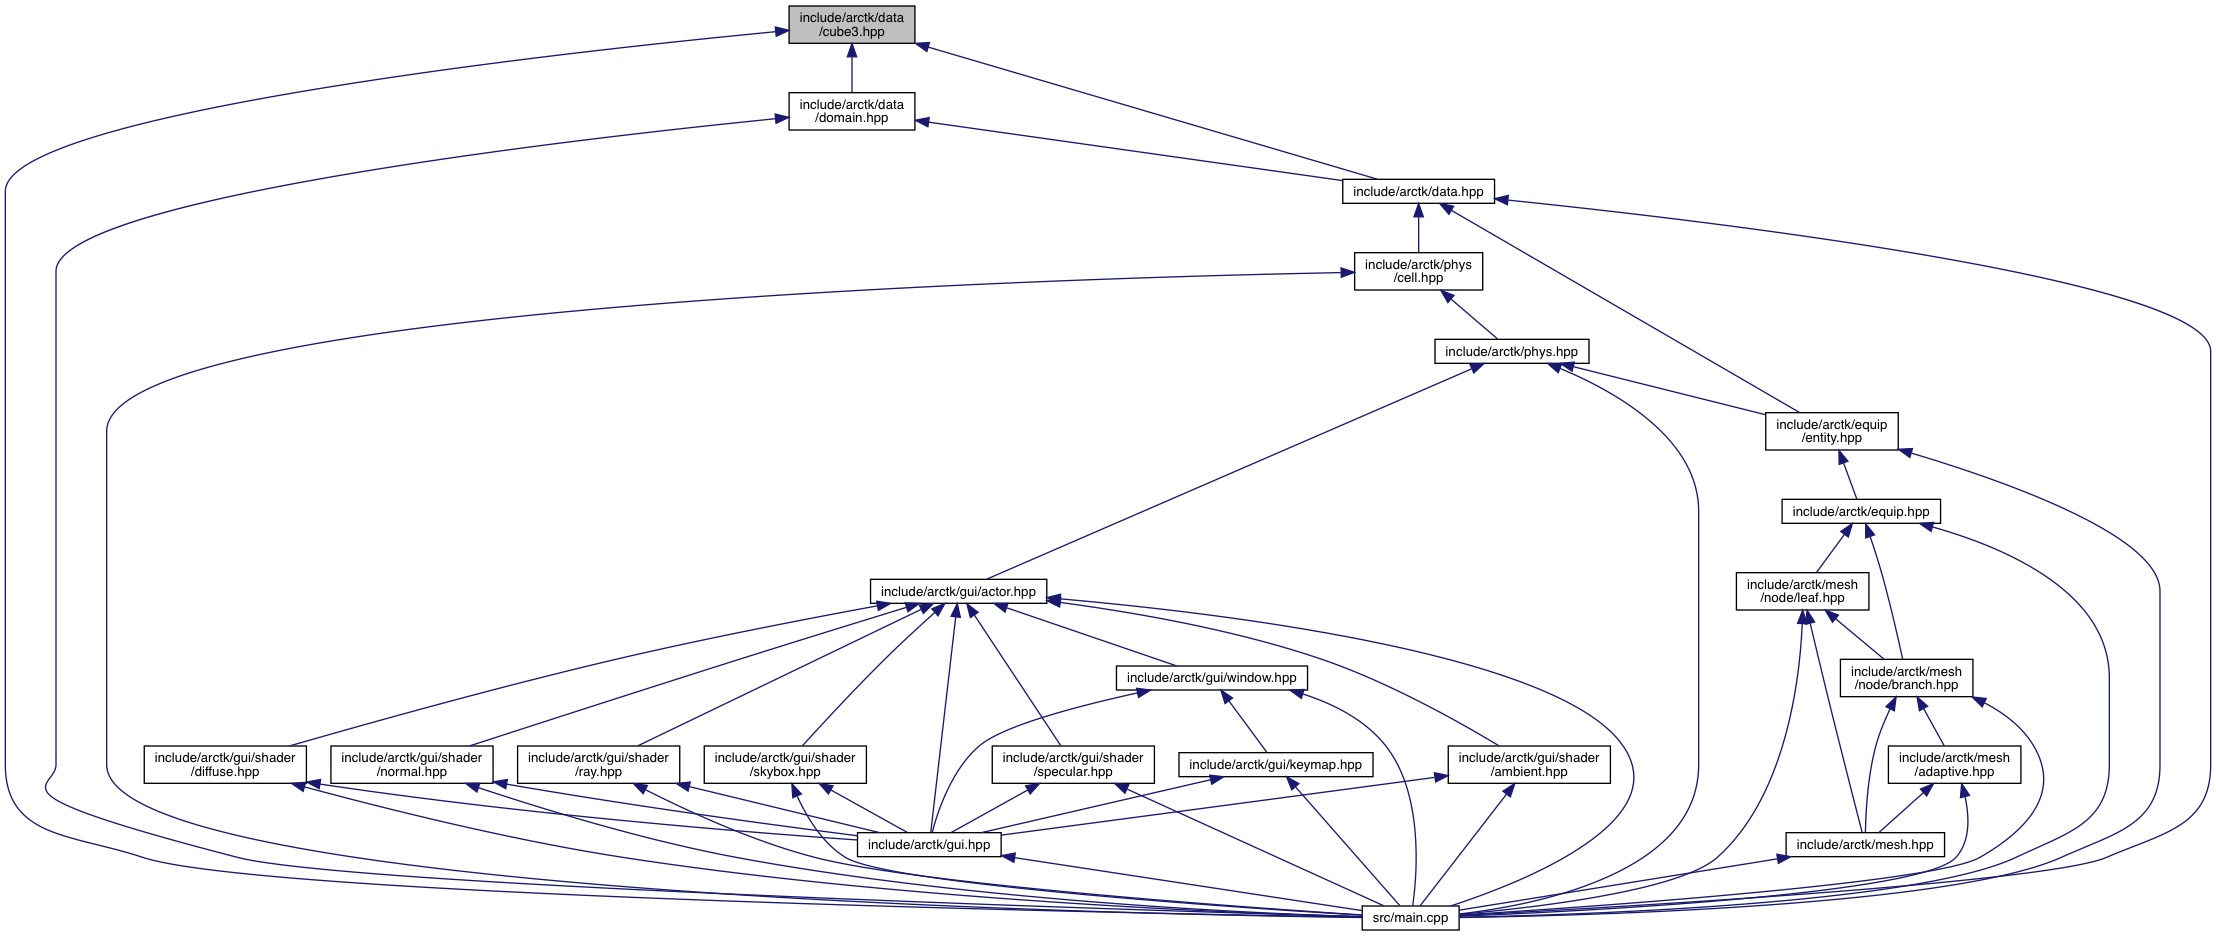 include/arctk/data
/cube3.hpp
include/arctk/data
/domain.hpp
include/arctk/data.hpp
include/arctk/phys
/cell.hpp
include/arctk/phys.hpp
include/arctk/equip
/entity.hpp
include/arctk/equip.hpp
include/arctk/gui/actor.hpp
include/arctk/mesh
/node/leaf.hpp
include/arctk/gui/window.hpp
include/arctk/mesh
/node/branch.hpp
include/arctk/gui/shader
/diffuse.hpp
include/arctk/gui/shader
/normal.hpp
include/arctk/gui/shader
/ray.hpp
include/arctk/gui/shader
/skybox.hpp
include/arctk/gui/shader
/specular.hpp
include/arctk/gui/keymap.hpp
include/arctk/gui/shader
/ambient.hpp
include/arctk/mesh
/adaptive.hpp
include/arctk/gui.hpp
include/arctk/mesh.hpp
src/main.cpp